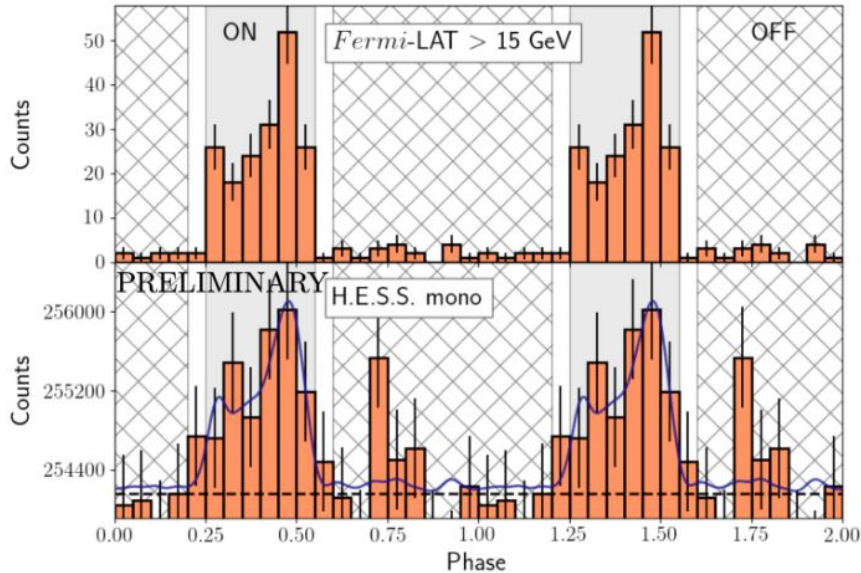 ON
Fermi-LAT > 15 GeV
OFF
Counts
50
40
30
20
10
0
PRELIMINARY
H.E.S.S. mono
Counts
256000
255200
254400
0.00 0.25 0.50 0.75 1.00 1.25 1.50 1.75 2.00
Phase